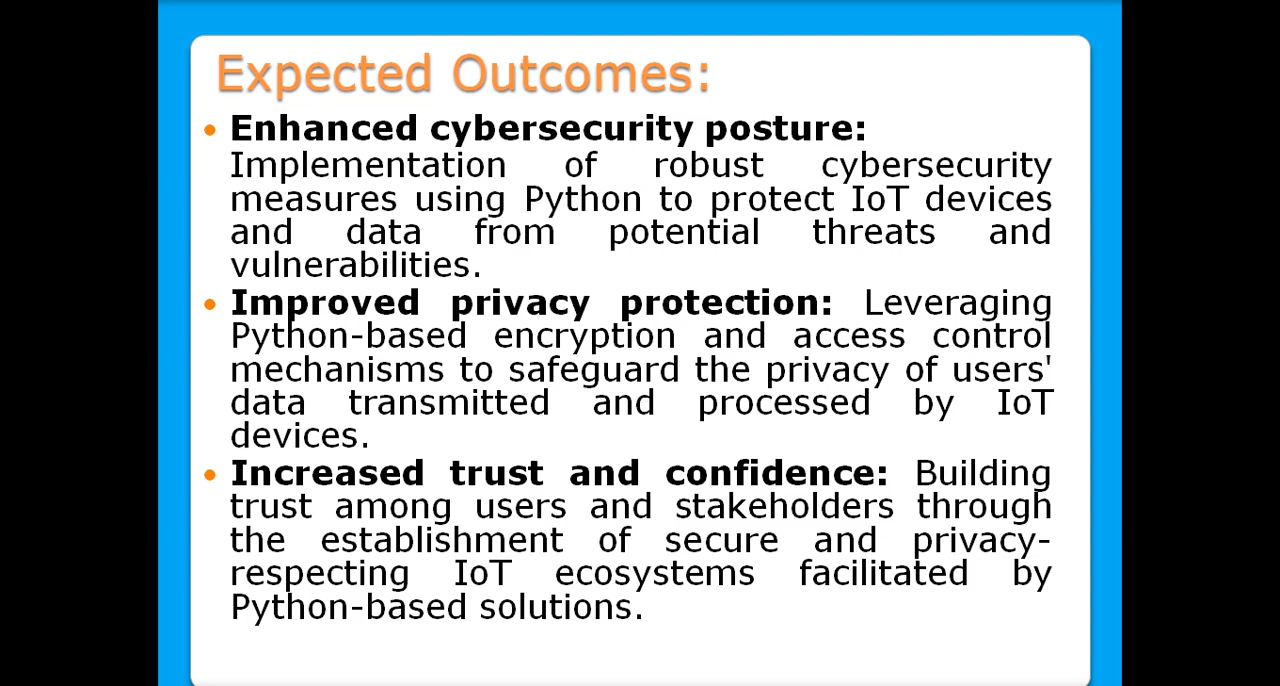 Expected Outcomes:
• Enhanced cybersecurity posture:
Implementation of robust cybersecurity
measures using Python to protect IoT devices
and data from potential threats and
vulnerabilities.
• Improved privacy protection: Leveraging
Python-based encryption and access control
mechanisms to safeguard the privacy of users'
data transmitted and processed by IoT
devices.
• Increased trust and confidence: Building
trust among users and stakeholders through
the establishment of secure and privacy-
respecting IoT ecosystems facilitated by
Python-based solutions.